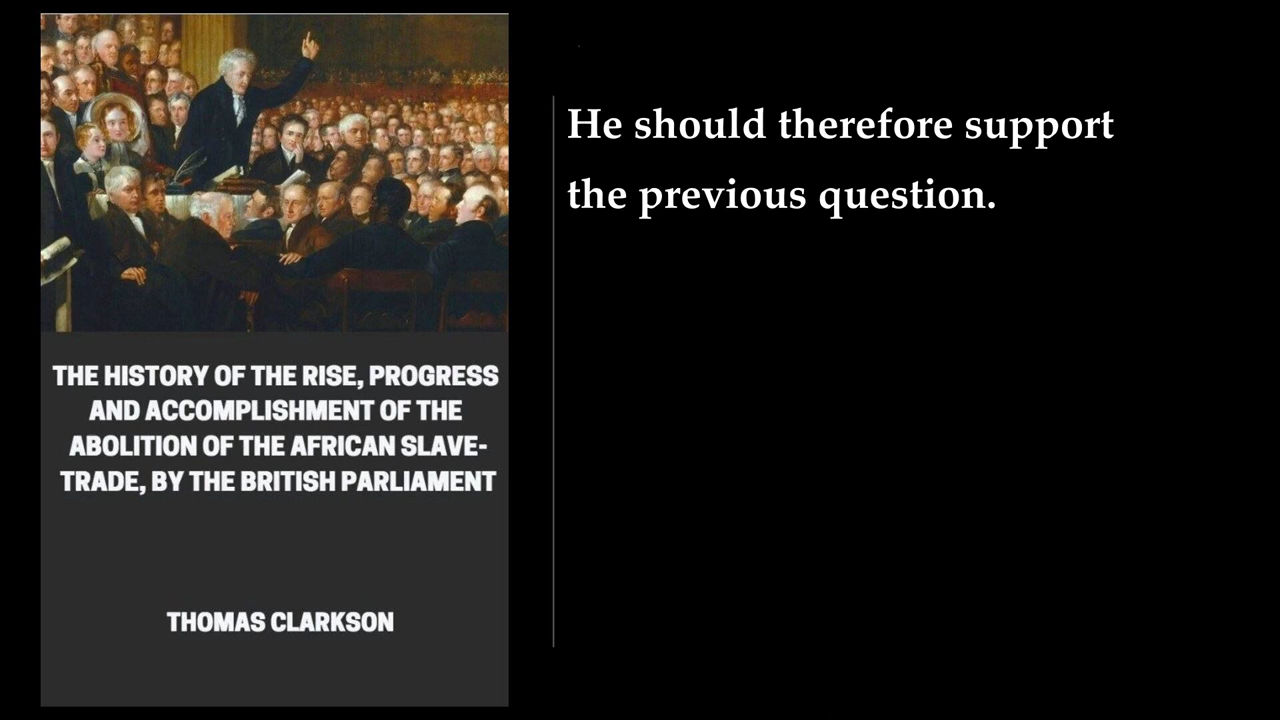 THE HISTORY OF THE RISE, PROGRESS
AND ACCOMPLISHMENT OF THE
ABOLITION OF THE AFRICAN SLAVE-
TRADE, BY THE BRITISH PARLIAMENT
THOMAS CLARKSON
He should therefore support
the previous question.